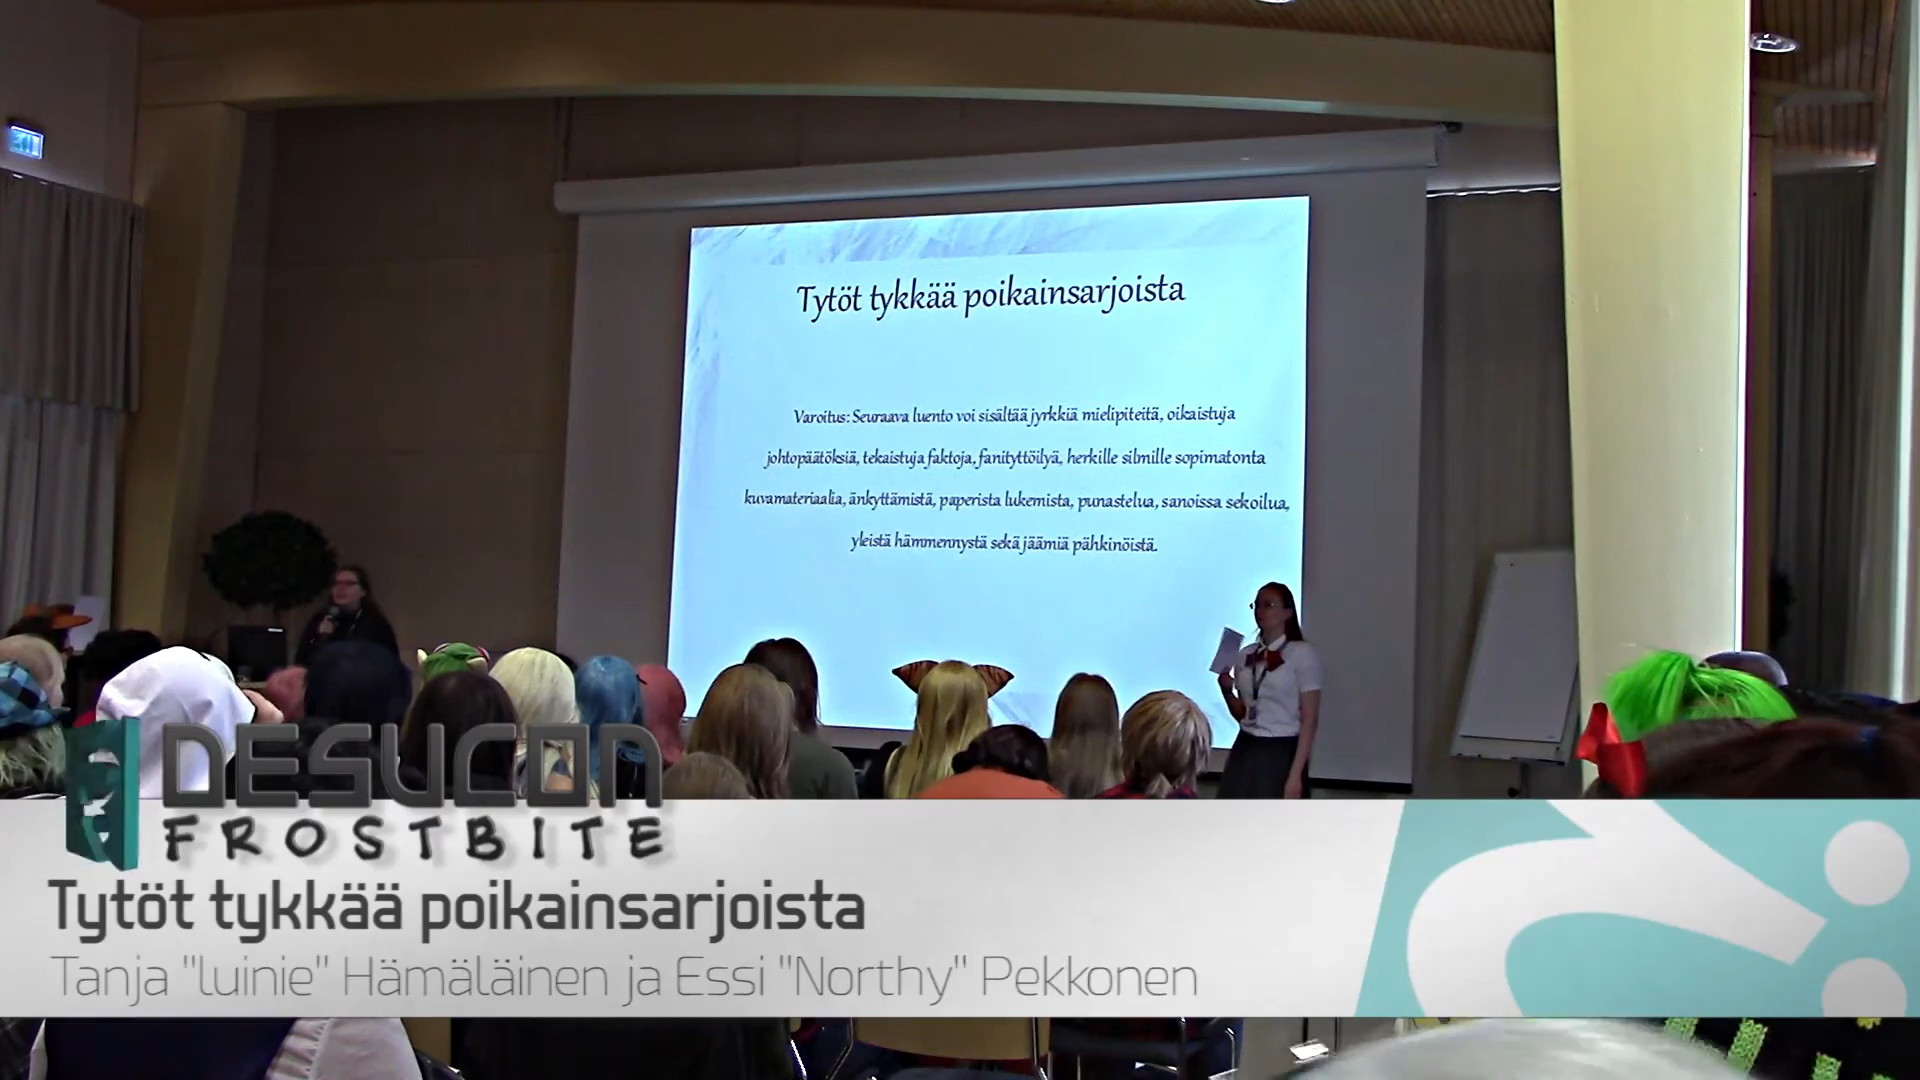 Tytöt tykkää poikainsarjoista
Varoitus: Seuraava luento voi sisältää jyrkkiä mielipiteitä, oikaistuja
johtopäätöksiä, tekaistuja faktoja, fanityttöilyä, herkille silmille sopimatonta
kuvamateriaalia, änkyttämistä, paperista lukemista, punastelua, sanoissa sekoilua,
yleistä hämmennystä sekä jäämiä pähkinöistä.
DESUCON
FROSTBITE
Tytöt tykkää poikainsarjoista
Tanja "luinie" Hämäläinen ja Essi "Northy" Pekkonen